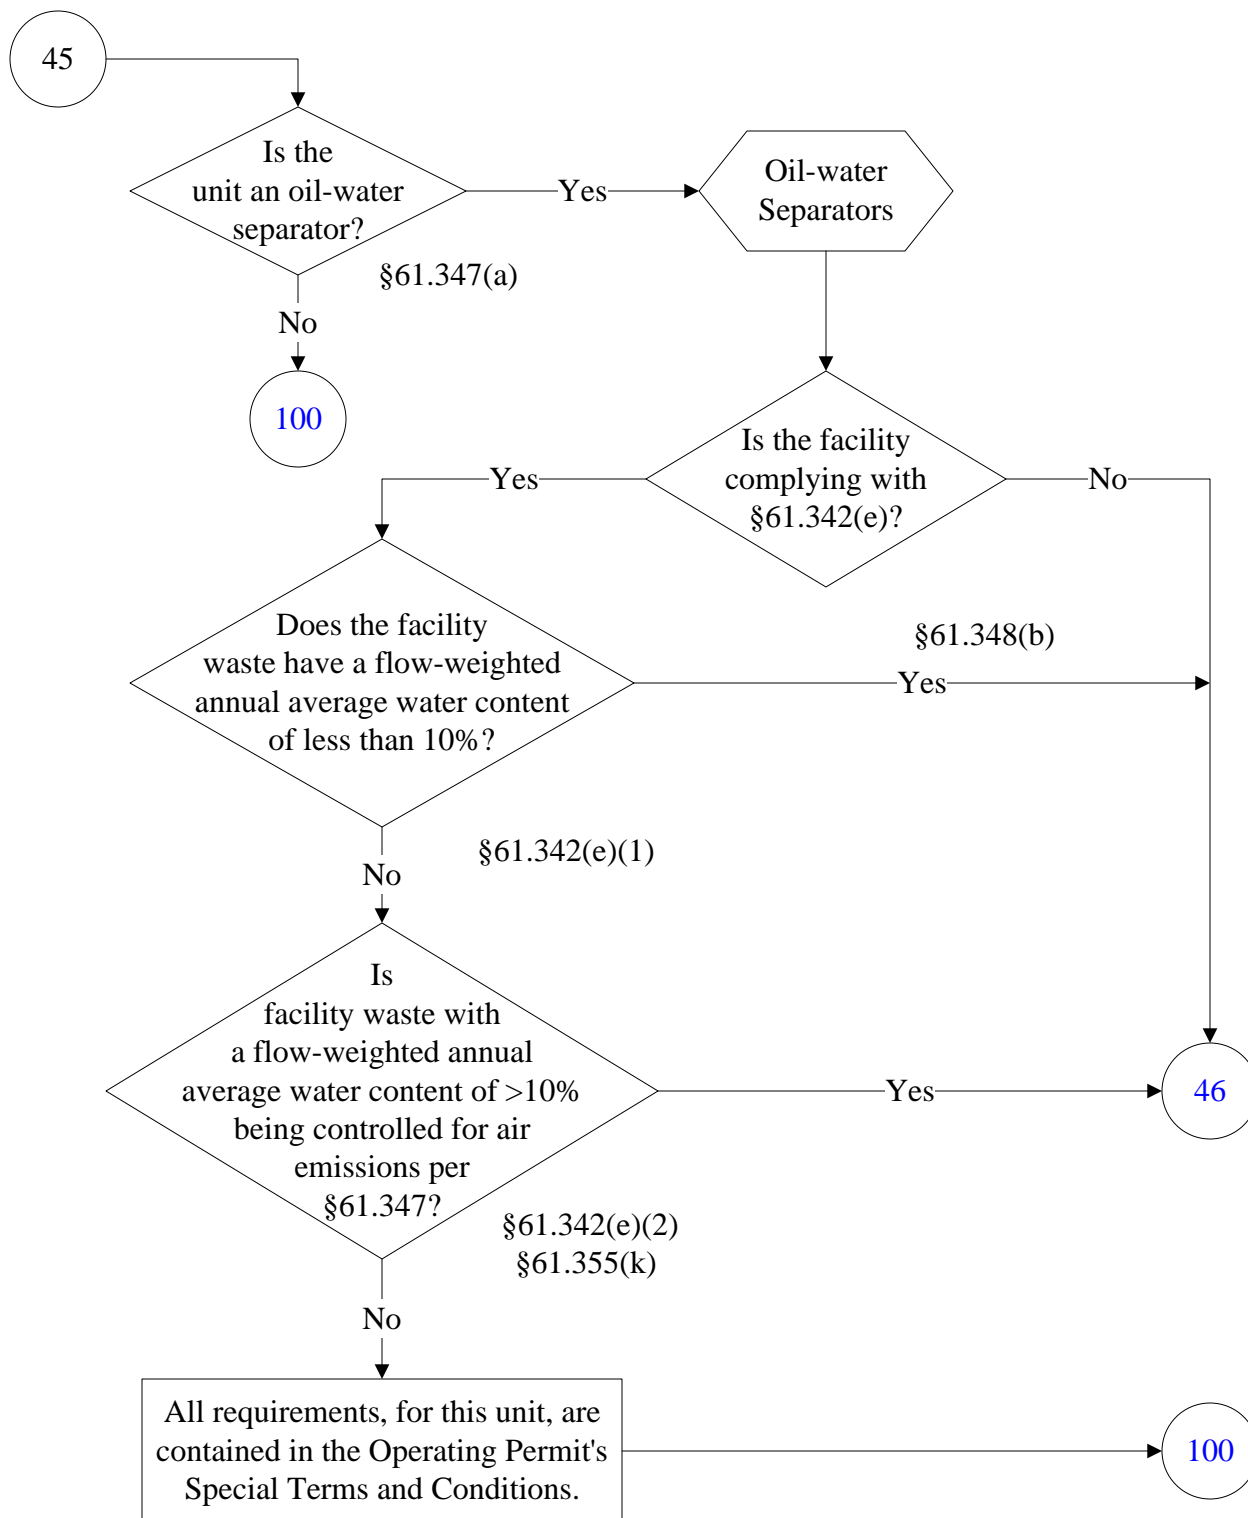 45
Is the
unit an oil-water
separator?
Yes
Oil-water
Separators
§61.347(a)
No
100
Is the facility
complying with
§61.342(e)?
Yes
No
Does the facility
waste have a flow-weighted
annual average water content
of less than 10%?
§61.348(b)
Yes
§61.342(e)(1)
No
Is
facility waste with
a flow-weighted annual
average water content of >10%
being controlled for air
emissions per
§61.347?
Yes
46
§61.342(e)(2)
§61.355(k)
No
All requirements, for this unit, are
contained in the Operating Permit's
Special Terms and Conditions.
100